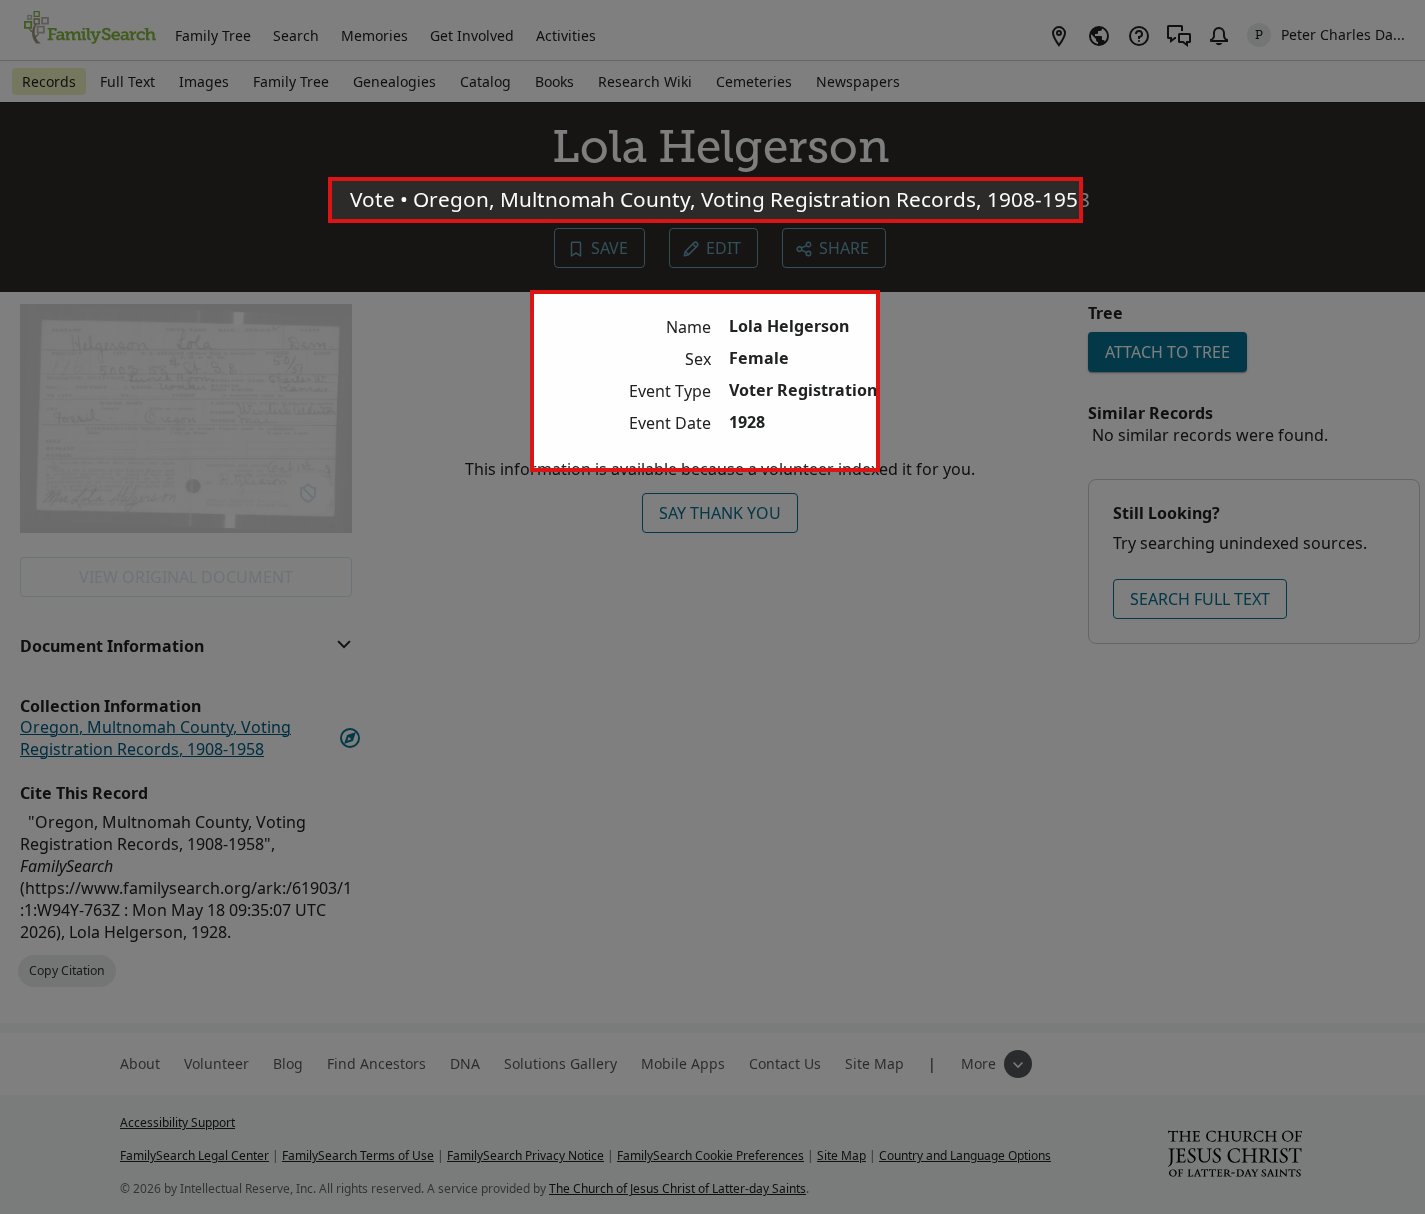 FamilySearch
Family Tree Search Memories Get Involved Activities
P Peter Charles Da...
Records Full Text Images Family Tree Genealogies Catalog Books Research Wiki Cemeteries Newspapers
Lola Helgerson
Vote • Oregon, Multnomah County, Voting Registration Records, 1908-1958
SAVE EDIT SHARE
Helgerson Lola Dem.
Fossil Oregon
Mrs Lola Helgerson
VIEW ORIGINAL DOCUMENT
Document Information
Collection Information
Oregon, Multnomah County, Voting
Registration Records, 1908-1958
Cite This Record
"Oregon, Multnomah County, Voting
Registration Records, 1908-1958",
FamilySearch
(https://www.familysearch.org/ark:/61903/1
:1:W94Y-763Z : Mon May 18 09:35:07 UTC
2026), Lola Helgerson, 1928.
Copy Citation
Name Lola Helgerson
Sex Female
Event Type Voter Registration
Event Date 1928
This information is available because a volunteer indexed it for you.
SAY THANK YOU
Tree
ATTACH TO TREE
Similar Records
No similar records were found.
Still Looking?
Try searching unindexed sources.
SEARCH FULL TEXT
About Volunteer Blog Find Ancestors DNA Solutions Gallery Mobile Apps Contact Us Site Map | More
Accessibility Support
FamilySearch Legal Center | FamilySearch Terms of Use | FamilySearch Privacy Notice | FamilySearch Cookie Preferences | Site Map | Country and Language Options
© 2026 by Intellectual Reserve, Inc. All rights reserved. A service provided by The Church of Jesus Christ of Latter-day Saints.
THE CHURCH OF
JESUS CHRIST
OF LATTER-DAY SAINTS